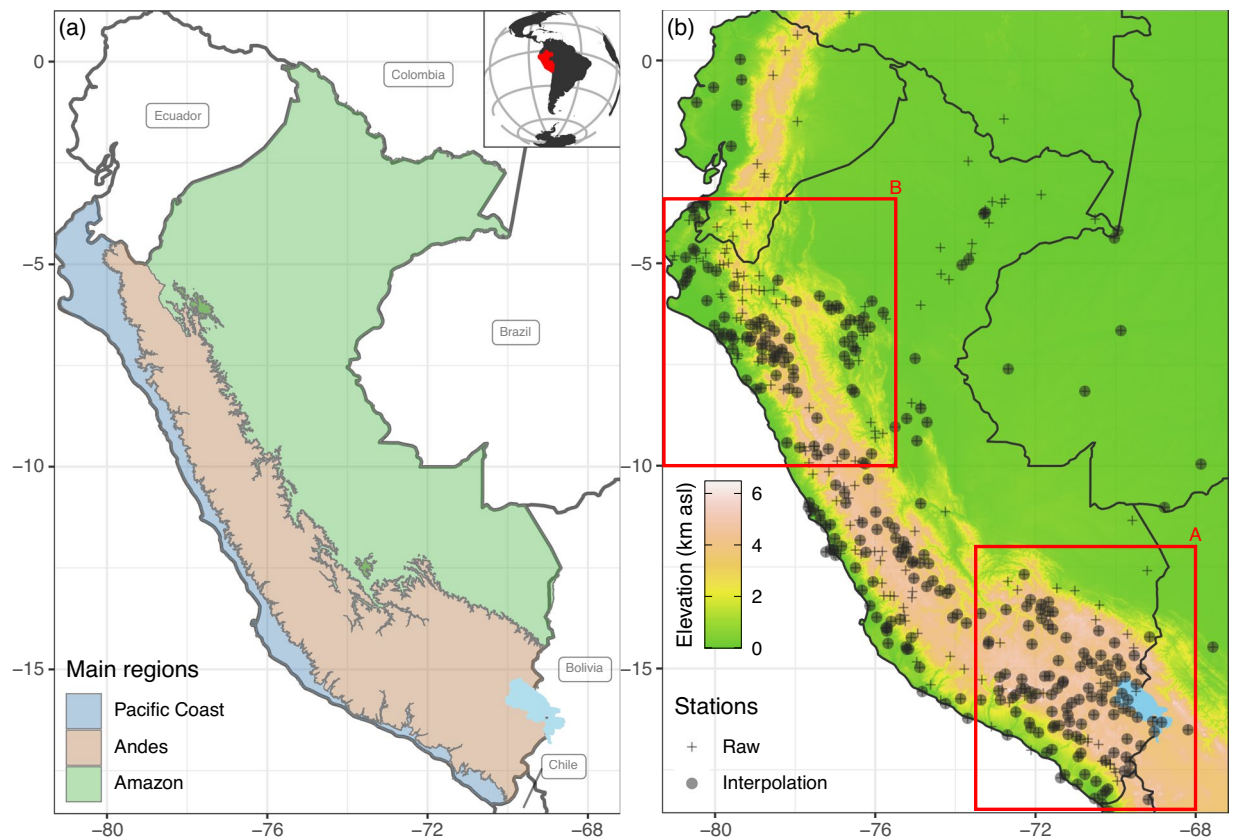 (a)
Colombia
Ecuador
Brazil
Bolivia
Chile
Main regions
Pacific Coast
Andes
Amazon
0
−5
−10
−15
−80
−76
−72
−68
(b)
B
A
Elevation (km asl)
6
4
2
0
Stations
Raw
Interpolation
0
−5
−10
−15
−80
−76
−72
−68